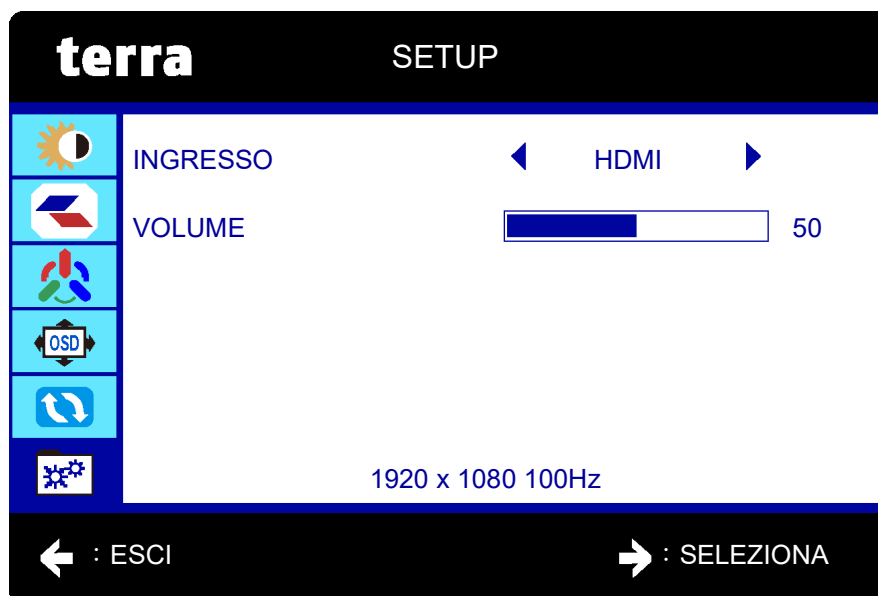 terra SETUP
INGRESSO HDMI
VOLUME 50
OSD
1920 x 1080 100Hz
: ESCI : SELEZIONA